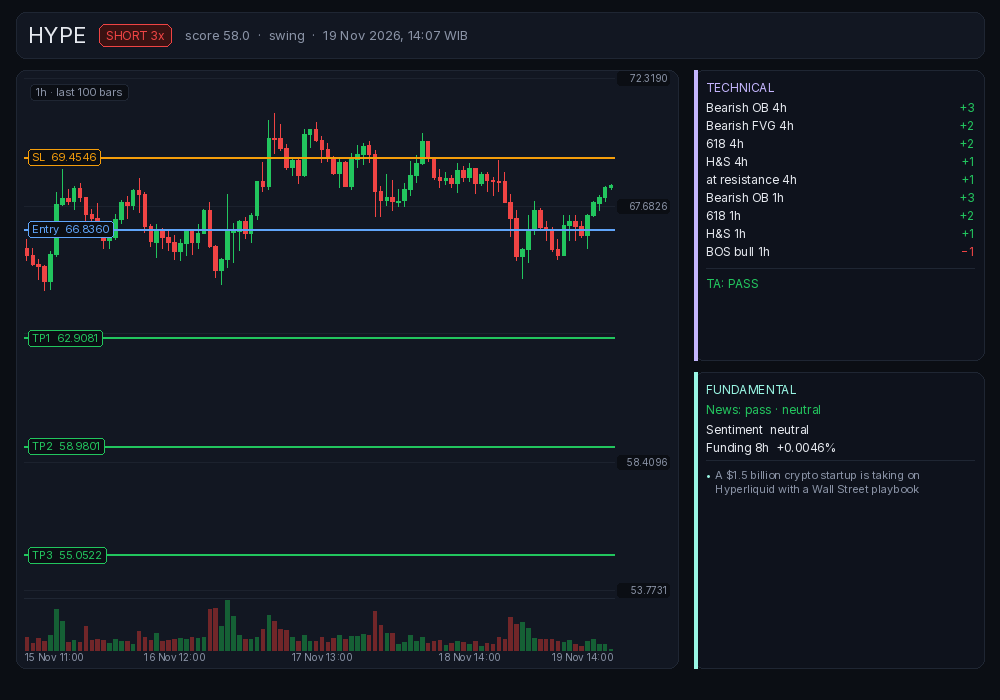 HYPE SHORT 3x score 58.0 · swing · 19 Nov 2026, 14:07 WIB
1h · last 100 bars
72.3190
SL 69.4546
67.6826
Entry 66.8360
TP1 62.9081
TP2 58.9801
58.4096
TP3 55.0522
53.7731
15 Nov 11:00 16 Nov 12:00 17 Nov 13:00 18 Nov 14:00 19 Nov 14:00
TECHNICAL
Bearish OB 4h +3
Bearish FVG 4h +2
618 4h +2
H&S 4h +1
at resistance 4h +1
Bearish OB 1h +3
618 1h +2
H&S 1h +1
BOS bull 1h −1
TA: PASS
FUNDAMENTAL
News: pass · neutral
Sentiment neutral
Funding 8h +0.0046%
• A $1.5 billion crypto startup is taking on
Hyperliquid with a Wall Street playbook